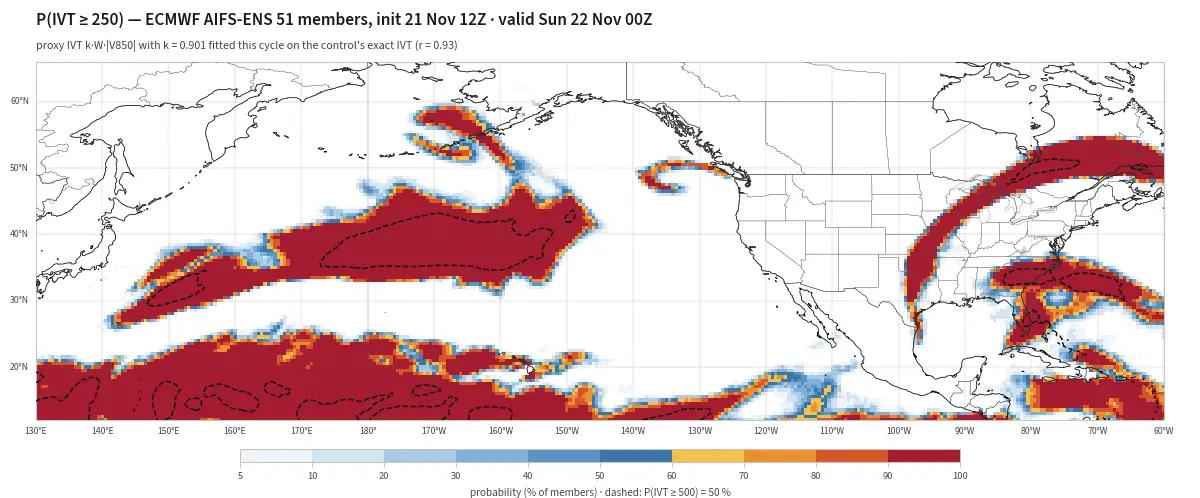 P(IVT ≥ 250) — ECMWF AIFS-ENS 51 members, init 21 Nov 12Z · valid Sun 22 Nov 00Z
proxy IVT k·W·|V850| with k = 0.901 fitted this cycle on the control's exact IVT (r = 0.93)
60°N
50°N
40°N
30°N
20°N
130°E 140°E 150°E 160°E 170°E 180° 170°W 160°W 150°W 140°W 130°W 120°W 110°W 100°W 90°W 80°W 70°W 60°W
5 10 20 30 40 50 60 70 80 90 100
probability (% of members) · dashed: P(IVT ≥ 500) = 50 %